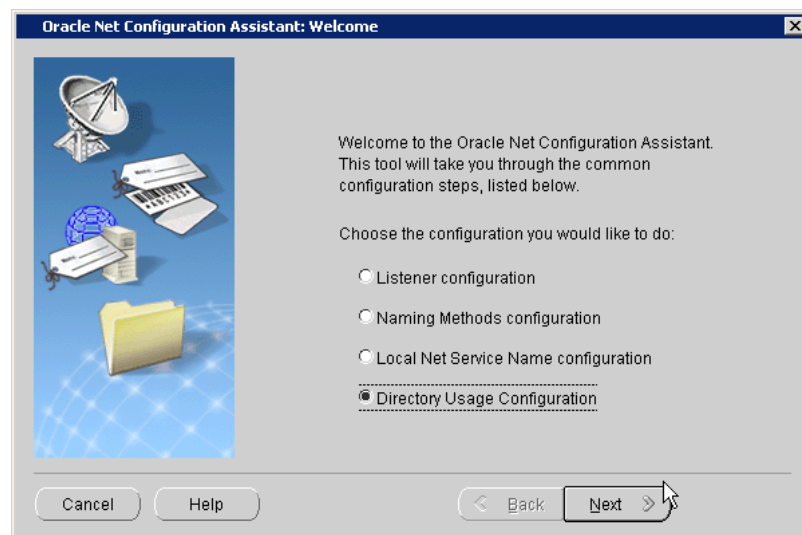 Oracle Net Configuration Assistant: Welcome
Welcome to the Oracle Net Configuration Assistant.
This tool will take you through the common
configuration steps, listed below.
Choose the configuration you would like to do:
Listener configuration
Naming Methods configuration
Local Net Service Name configuration
Directory Usage Configuration
Cancel Help Back Next